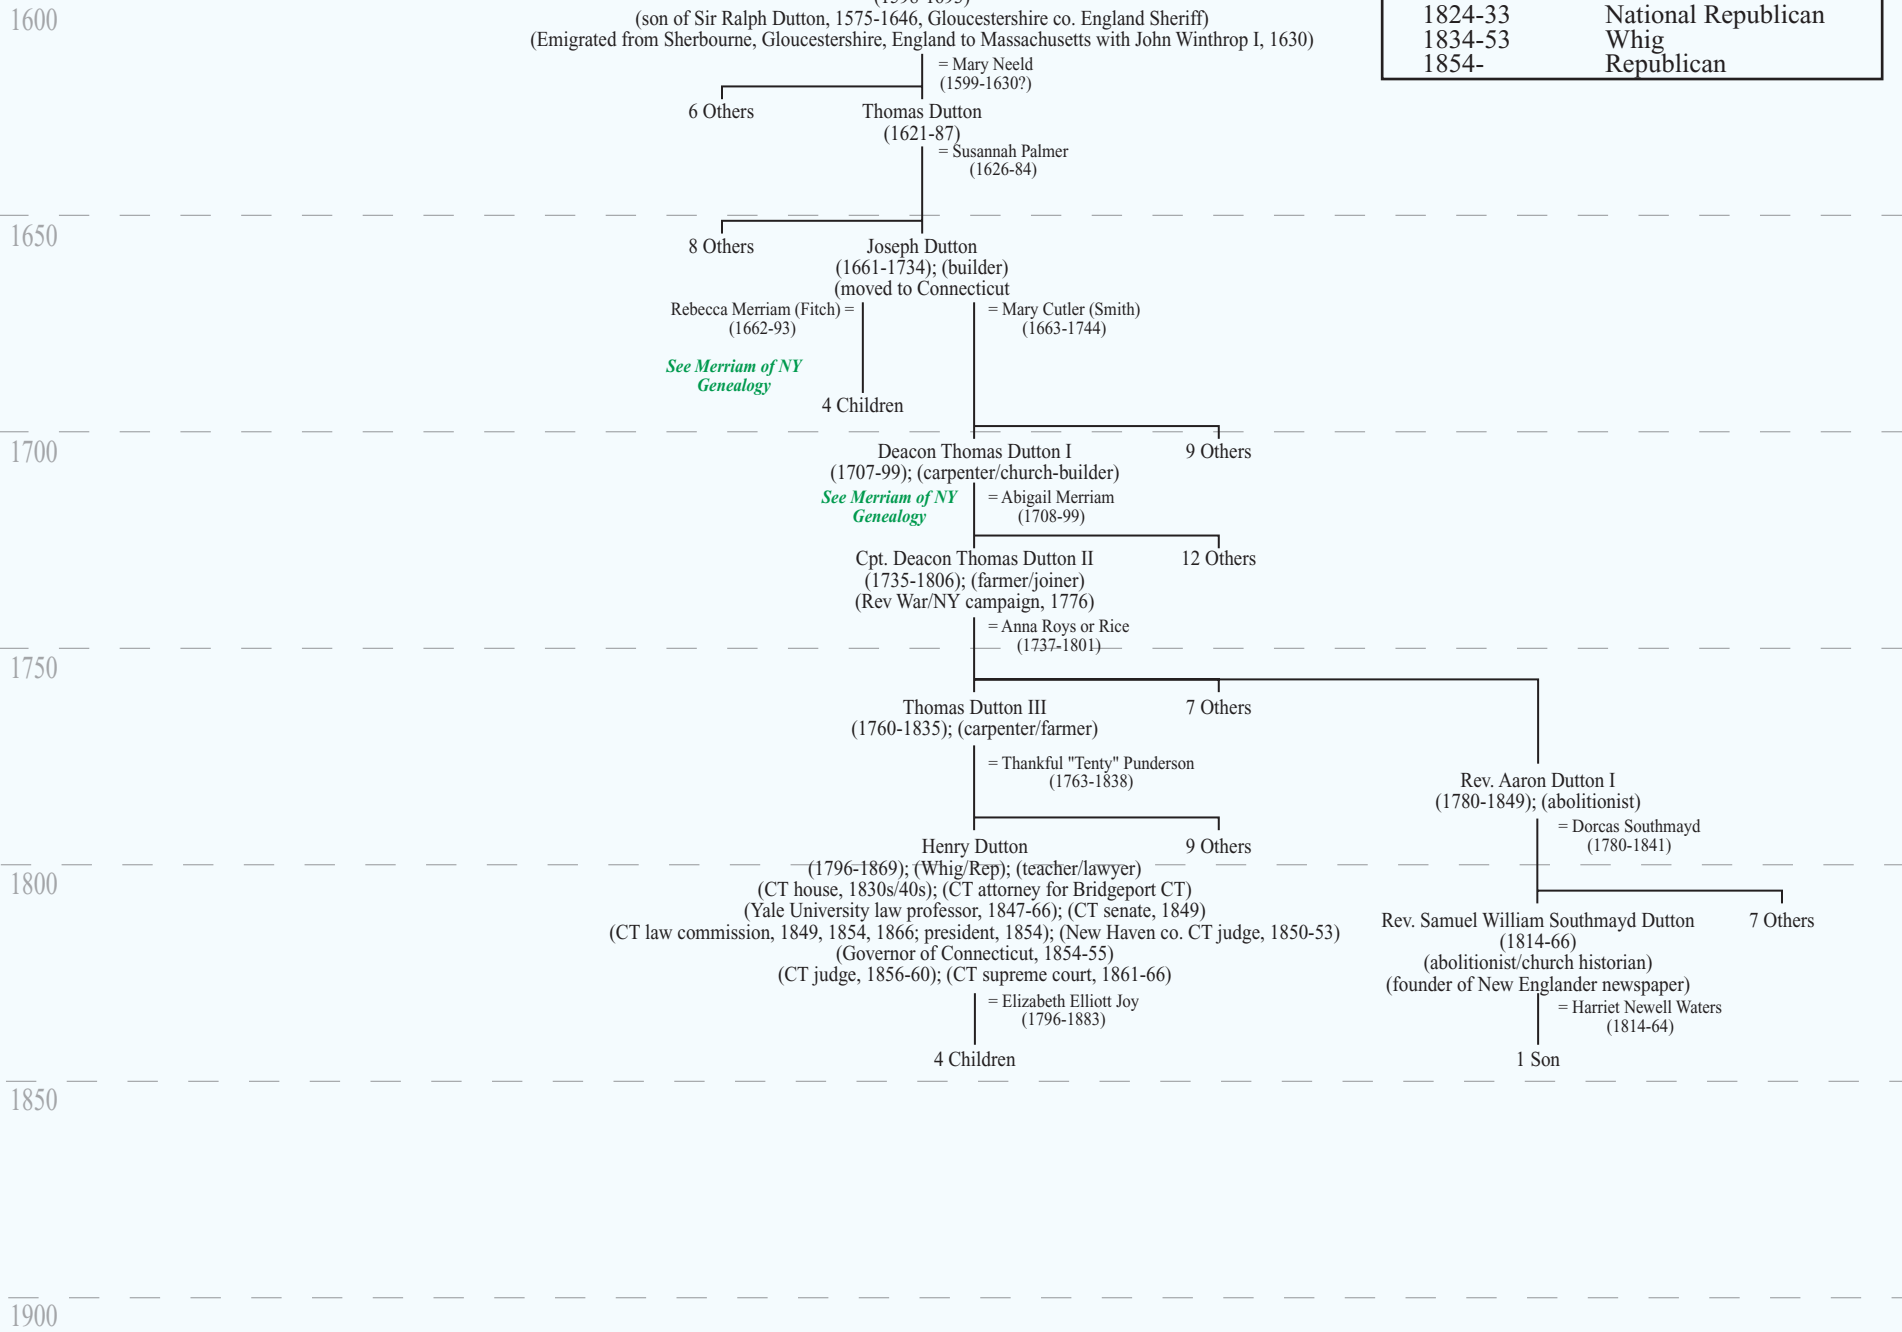 1600
(son of Sir Ralph Dutton, 1575-1646, Gloucestershire co. England Sheriff)
(Emigrated from Sherbourne, Gloucestershire, England to Massachusetts with John Winthrop I, 1630)
1824-33 National Republican
1834-53 Whig
1854- Republican
= Mary Neeld
(1599-1630?)
6 Others
Thomas Dutton
(1621-87)
= Susannah Palmer
(1626-84)
1650
8 Others
Joseph Dutton
(1661-1734); (builder)
(moved to Connecticut
Rebecca Merriam (Fitch) =
(1662-93)
= Mary Cutler (Smith)
(1663-1744)
See Merriam of NY
Genealogy
4 Children
1700
Deacon Thomas Dutton I
(1707-99); (carpenter/church-builder)
9 Others
See Merriam of NY
Genealogy
= Abigail Merriam
(1708-99)
Cpt. Deacon Thomas Dutton II
(1735-1806); (farmer/joiner)
(Rev War/NY campaign, 1776)
12 Others
= Anna Roys or Rice
(1737-1801)
1750
Thomas Dutton III
(1760-1835); (carpenter/farmer)
7 Others
= Thankful "Tenty" Punderson
(1763-1838)
Rev. Aaron Dutton I
(1780-1849); (abolitionist)
= Dorcas Southmayd
(1780-1841)
Henry Dutton
9 Others
1800
(1796-1869); (Whig/Rep); (teacher/lawyer)
(CT house, 1830s/40s); (CT attorney for Bridgeport CT)
(Yale University law professor, 1847-66); (CT senate, 1849)
(CT law commission, 1849, 1854, 1866; president, 1854); (New Haven co. CT judge, 1850-53)
(Governor of Connecticut, 1854-55)
(CT judge, 1856-60); (CT supreme court, 1861-66)
Rev. Samuel William Southmayd Dutton
(1814-66)
(abolitionist/church historian)
(founder of New Englander newspaper)
7 Others
= Elizabeth Elliott Joy
(1796-1883)
= Harriet Newell Waters
(1814-64)
4 Children
1 Son
1850
1900